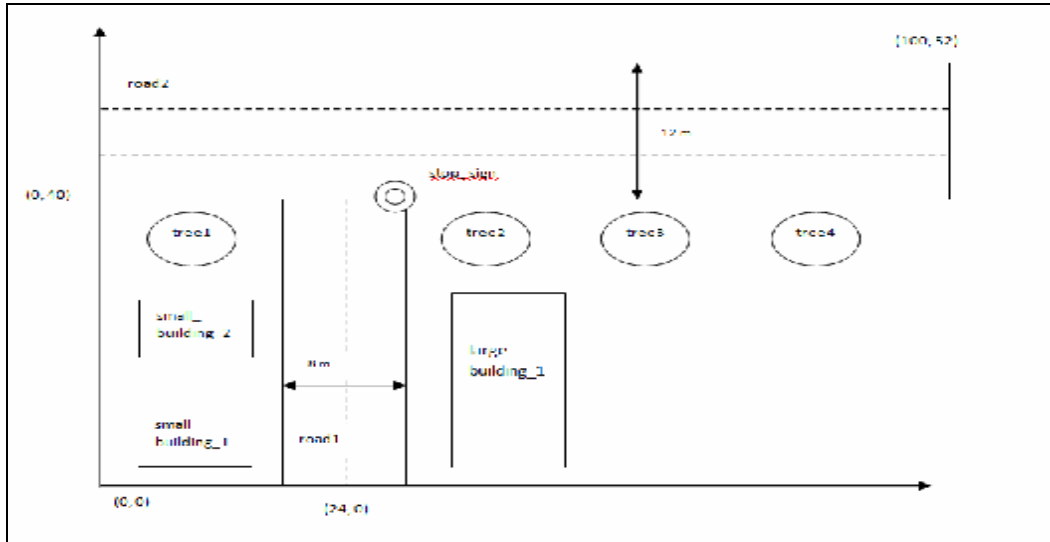 (100, 52)
road2
12 m
stop_sign
(0, 40)
tree1
tree2
tree3
tree4
small_
building_2
large
building_1
8 m
small
building_1
road1
(0, 0)
(24, 0)